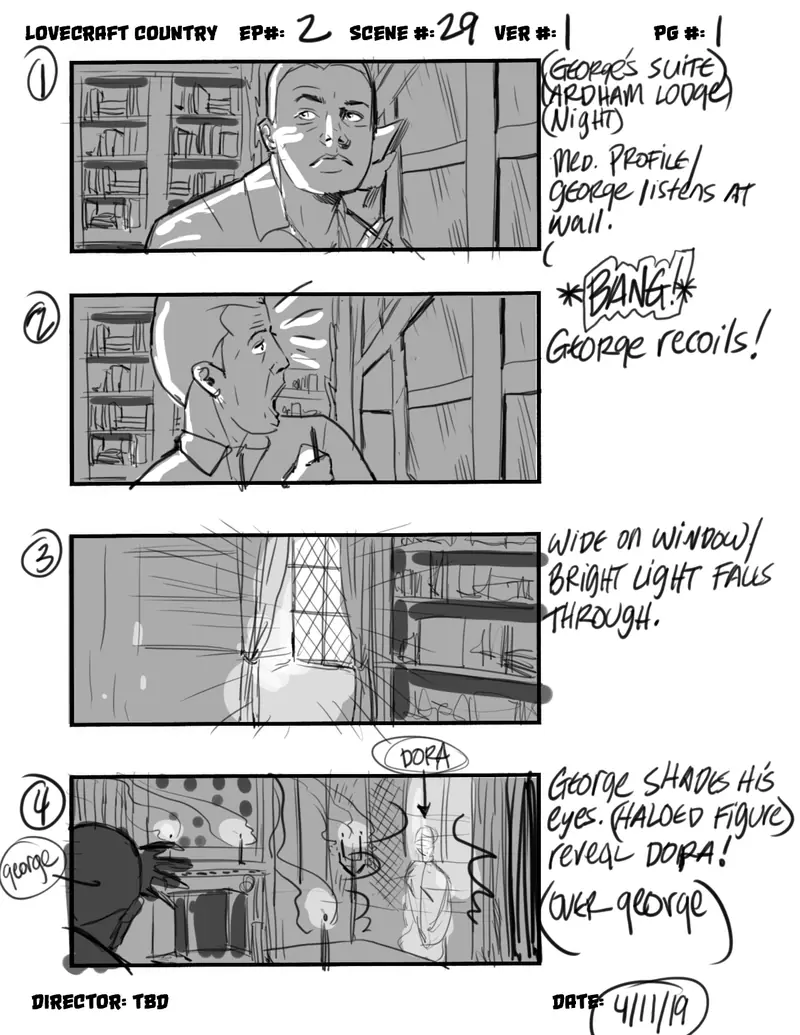 LOVECRAFT COUNTRY EP#: 2 SCENE #: 29 VER #: 1 PG #: 1
1
(GEORGE'S SUITE)
(ARDHAM LODGE)
(NIGHT)
MED. PROFILE/
GEORGE listens AT
wall.
2
*BANG!*
GEORGE recoils!
3
WIDE on WINDOW/
BRIGHT LIGHT FALLS
THROUGH.
DORA
4
george
GEORGE SHADES HIS
eyes. (HALOED FIGURE)
reveal DORA!
(OVER george)
DIRECTOR: TBD DATE: 4/11/19